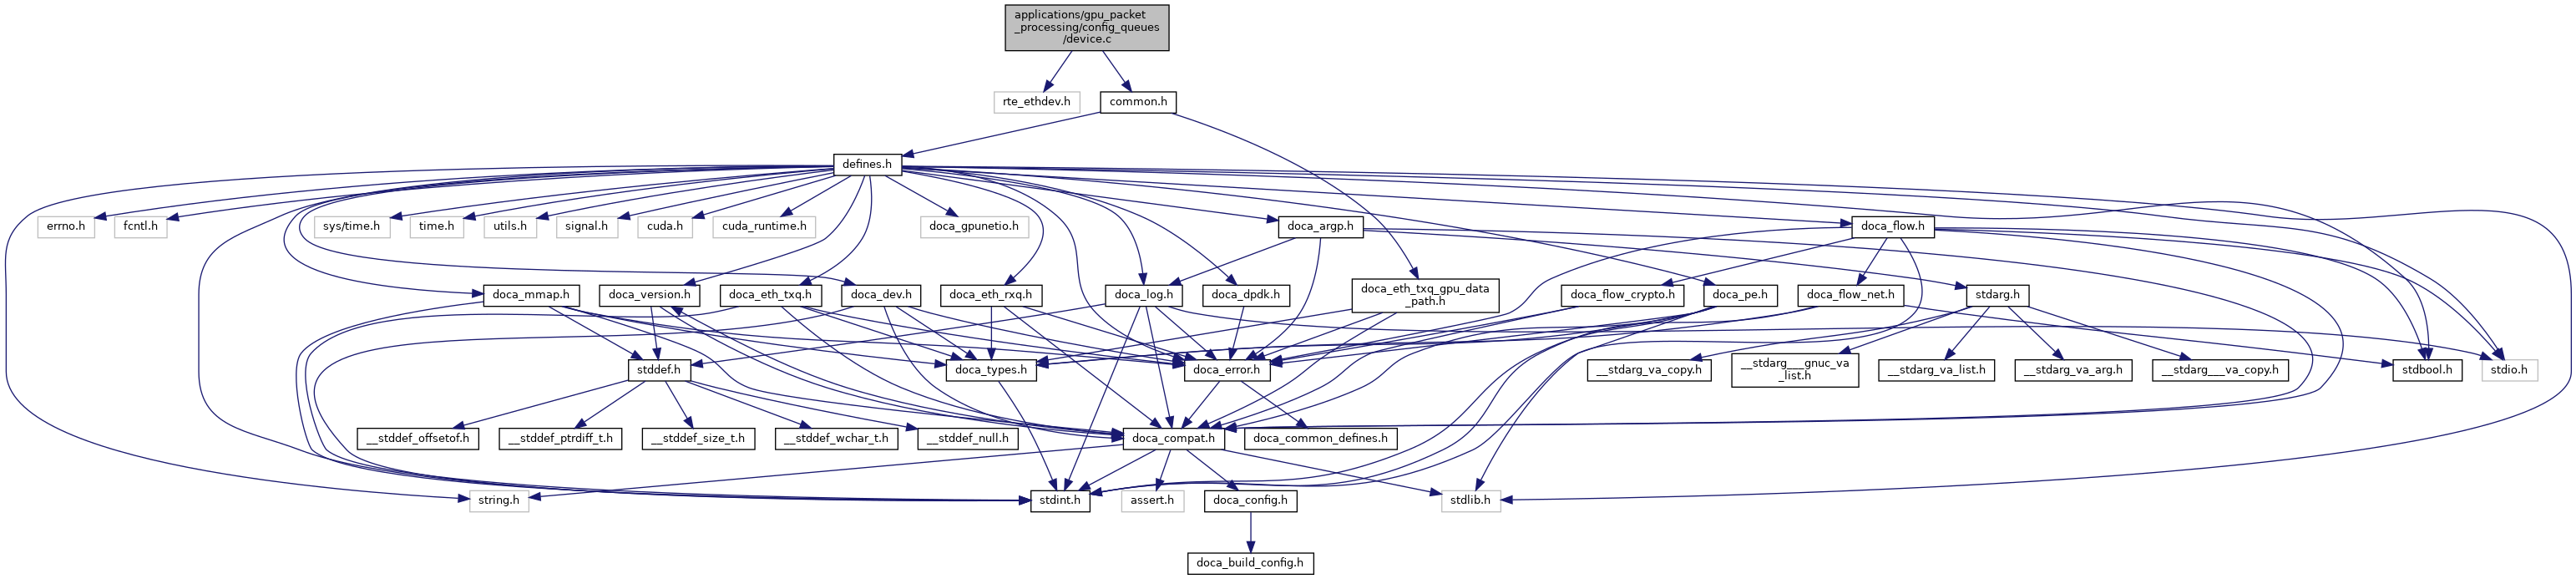 applications/gpu_packet
_processing/config_queues
/device.c
rte_ethdev.h
common.h
defines.h
errno.h
fcntl.h
sys/time.h
time.h
utils.h
signal.h
cuda.h
cuda_runtime.h
doca_gpunetio.h
doca_argp.h
doca_flow.h
doca_mmap.h
doca_version.h
doca_eth_txq.h
doca_dev.h
doca_eth_rxq.h
doca_log.h
doca_dpdk.h
doca_eth_txq_gpu_data
_path.h
doca_flow_crypto.h
doca_pe.h
doca_flow_net.h
stdarg.h
stddef.h
doca_types.h
doca_error.h
__stdarg_va_copy.h
__stdarg___gnuc_va
_list.h
__stdarg_va_list.h
__stdarg_va_arg.h
__stdarg___va_copy.h
stdbool.h
stdio.h
__stddef_offsetof.h
__stddef_ptrdiff_t.h
__stddef_size_t.h
__stddef_wchar_t.h
__stddef_null.h
doca_compat.h
doca_common_defines.h
string.h
stdint.h
assert.h
doca_config.h
stdlib.h
doca_build_config.h